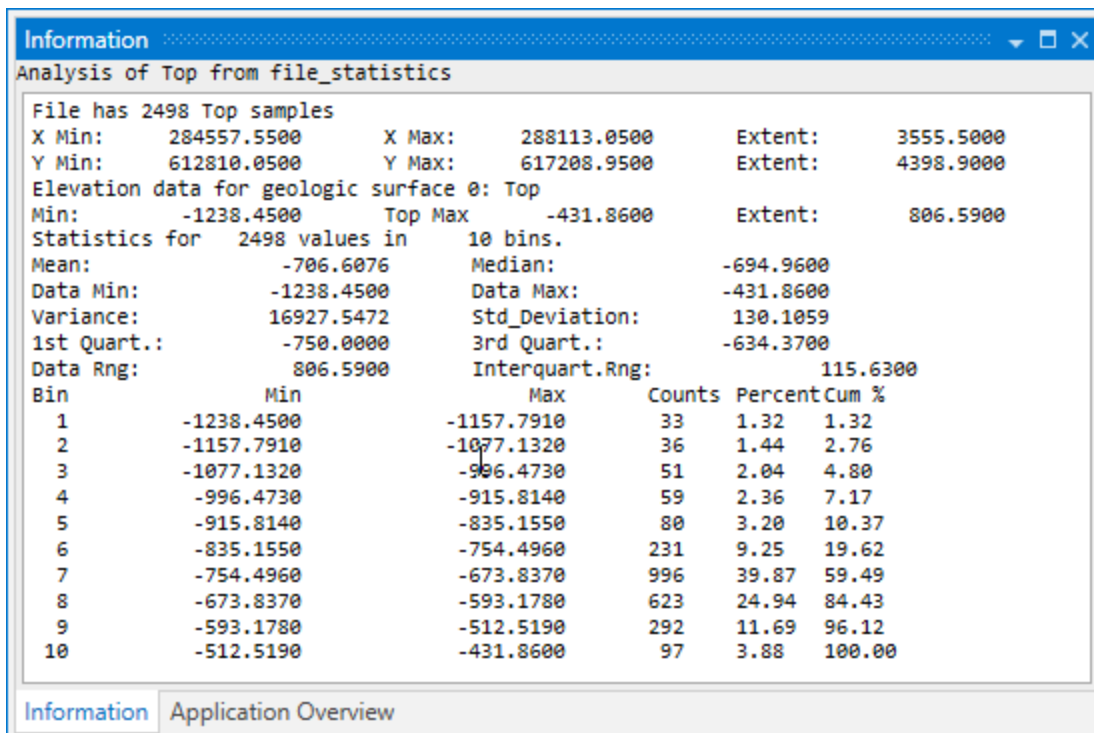 Information
Analysis of Top from file_statistics
File has 2498 Top samples
X Min: 284557.5500 X Max: 288113.0500 Extent: 3555.5000
Y Min: 612810.0500 Y Max: 617208.9500 Extent: 4398.9000
Elevation data for geologic surface 0: Top
Min: -1238.4500 Top Max -431.8600 Extent: 806.5900
Statistics for 2498 values in 10 bins.
Mean: -706.6076 Median: -694.9600
Data Min: -1238.4500 Data Max: -431.8600
Variance: 16927.5472 Std_Deviation: 130.1059
1st Quart.: -750.0000 3rd Quart.: -634.3700
Data Rng: 806.5900 Interquart.Rng: 115.6300
Bin Min Max Counts Percent Cum %
1 -1238.4500 -1157.7910 33 1.32 1.32
2 -1157.7910 -1077.1320 36 1.44 2.76
3 -1077.1320 -996.4730 51 2.04 4.80
4 -996.4730 -915.8140 59 2.36 7.17
5 -915.8140 -835.1550 80 3.20 10.37
6 -835.1550 -754.4960 231 9.25 19.62
7 -754.4960 -673.8370 996 39.87 59.49
8 -673.8370 -593.1780 623 24.94 84.43
9 -593.1780 -512.5190 292 11.69 96.12
10 -512.5190 -431.8600 97 3.88 100.00
Information Application Overview